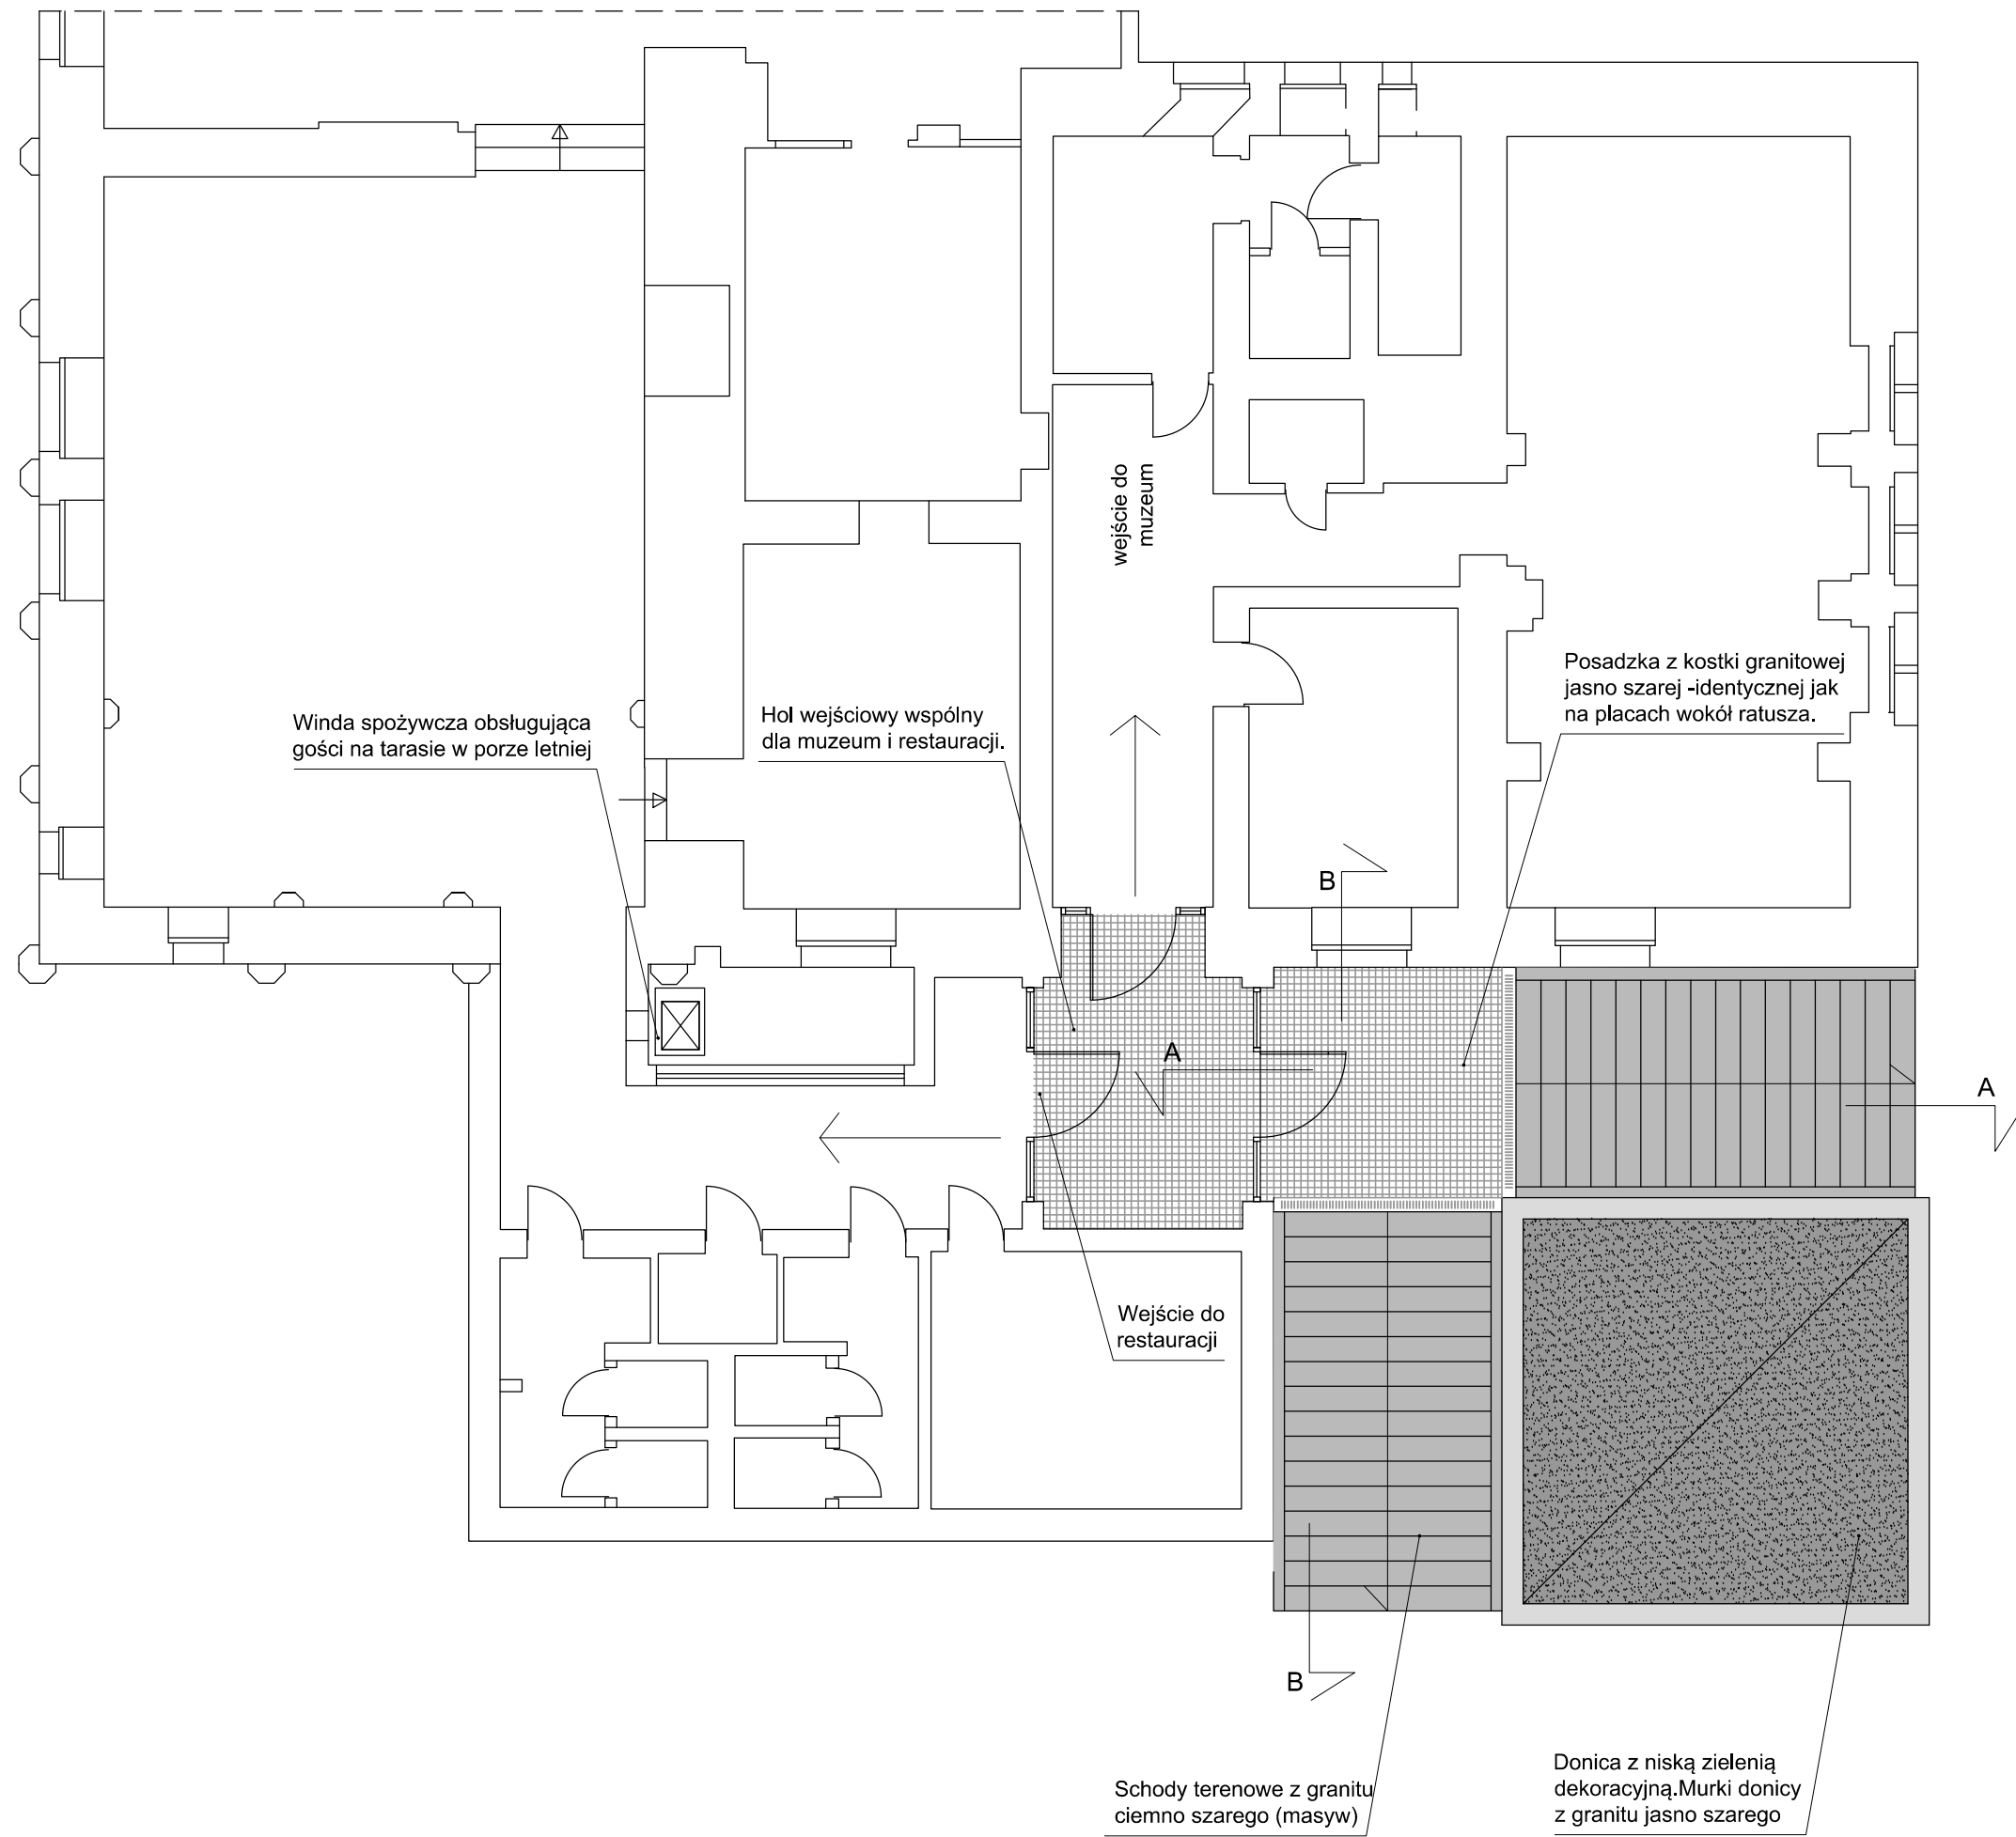 wejście do
muzeum
Posadzka z kostki granitowej
jasno szarej -identycznej jak
na placach wokół ratusza.
Winda spożywcza obsługująca
gości na tarasie w porze letniej
Hol wejściowy wspólny
dla muzeum i restauracji.
B
A
A
Wejście do
restauracji
B
Schody terenowe z granitu
ciemno szarego (masyw)
Donica z niską zielenią
dekoracyjną.Murki donicy
z granitu jasno szarego